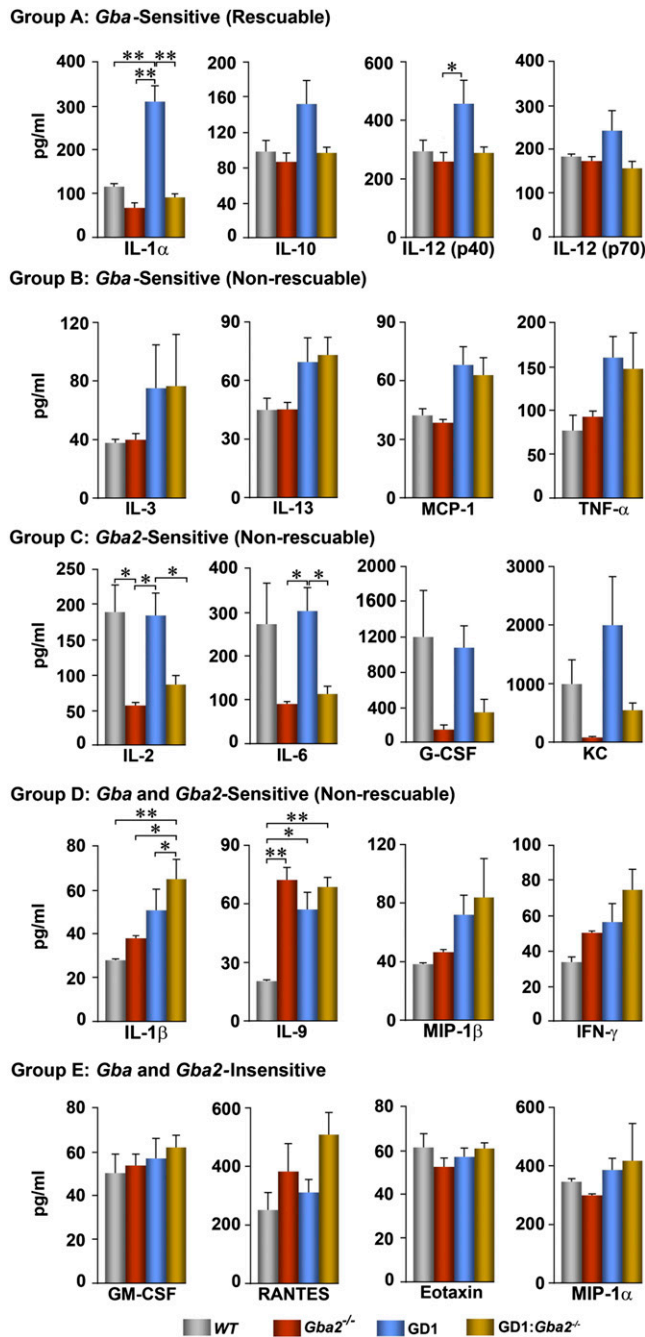 Group A: Gba-Sensitive (Rescuable)
** **
**
*
400 200 600 400
300 160 300
pg/ml 120 400
200 200
80
100 200 100
40
0 0 0 0
IL-1α IL-10 IL-12 (p40) IL-12 (p70)
Group B: Gba-Sensitive (Non-rescuable)
120 90 90 200
80 60 60 150
pg/ml 100
40 30 30
50
0 0 0 0
IL-3 IL-13 MCP-1 TNF-α
Group C: Gba2-Sensitive (Non-rescuable)
* * * * *
250 400 2000 3000
200 300 1600
pg/ml 150 1200 2000
200
100 800
100 1000
50 400
0 0 0 0
IL-2 IL-6 G-CSF KC
Group D: Gba and Gba2-Sensitive (Non-rescuable)
** **
* *
* **
80 90 120 100
60 80
pg/ml 60 80
40 60
30 40 40
20 20
0 0 0 0
IL-1β IL-9 MIP-1β IFN-γ
Group E: Gba and Gba2-Insensitive
80 600 80 600
60 60
pg/ml 400 400
40 40
200 200
20 20
0 0 0 0
GM-CSF RANTES Eotaxin MIP-1α
WT Gba2-/- GD1 GD1:Gba2-/-